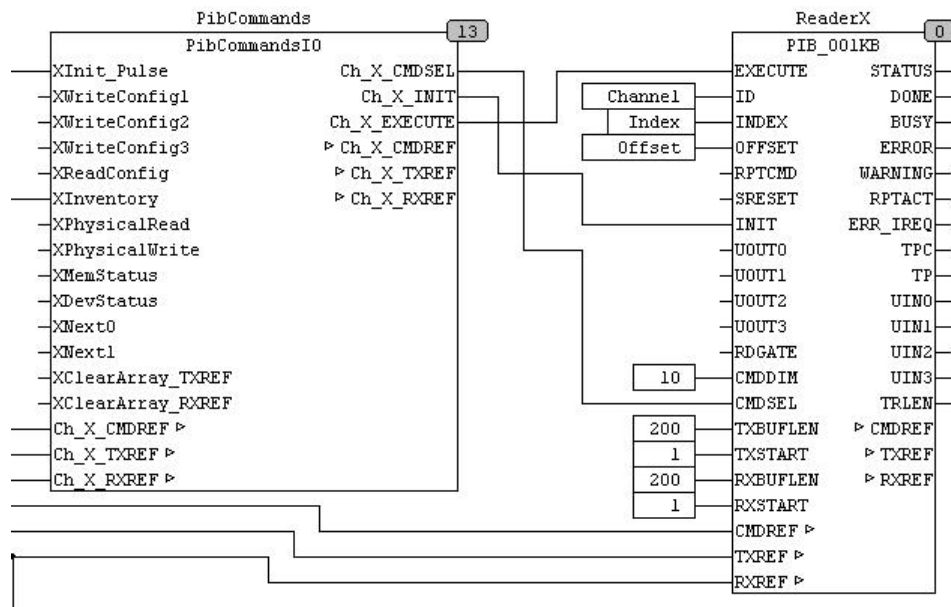 PibCommands
13
PibCommandsIO
XInit_Pulse
XWriteConfig1
XWriteConfig2
XWriteConfig3
XReadConfig
XInventory
XPhysicalRead
XPhysicalWrite
XMemStatus
XDevStatus
XNext0
XNext1
XClearArray_TXREF
XClearArray_RXREF
Ch_X_CMDREF
Ch_X_TXREF
Ch_X_RXREF
Ch_X_CMDSEL
Ch_X_INIT
Ch_X_EXECUTE
Ch_X_CMDREF
Ch_X_TXREF
Ch_X_RXREF
Channel
Index
Offset
10
200
1
200
1
ReaderX
0
PIB_001KB
EXECUTE
ID
INDEX
OFFSET
RPTCMD
SRESET
INIT
UOUT0
UOUT1
UOUT2
UOUT3
RDGATE
CMDDIM
CMDSEL
TXBUFLEN
TXSTART
RXBUFLEN
RXSTART
CMDREF
TXREF
RXREF
STATUS
DONE
BUSY
ERROR
WARNING
RPTACT
ERR_IREQ
TPC
TP
UIN0
UIN1
UIN2
UIN3
TRLEN
CMDREF
TXREF
RXREF